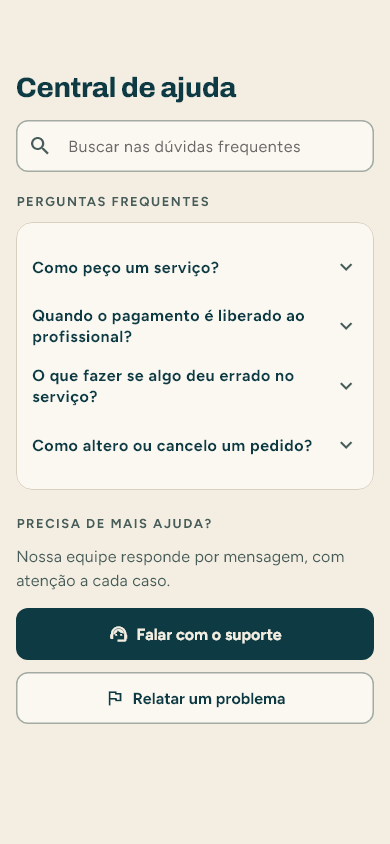 Central de ajuda
Buscar nas dúvidas frequentes
PERGUNTAS FREQUENTES
Como peço um serviço?
Quando o pagamento é liberado ao
profissional?
O que fazer se algo deu errado no
serviço?
Como altero ou cancelo um pedido?
PRECISA DE MAIS AJUDA?
Nossa equipe responde por mensagem, com
atenção a cada caso.
Falar com o suporte
Relatar um problema